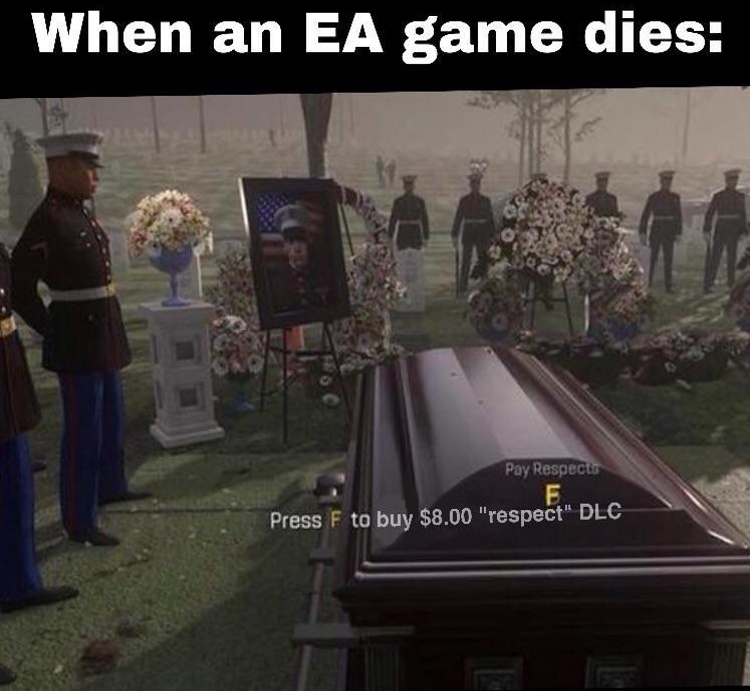 When an EA game dies:
Pay Respects
F
Press F to buy $8.00 "respect" DLC